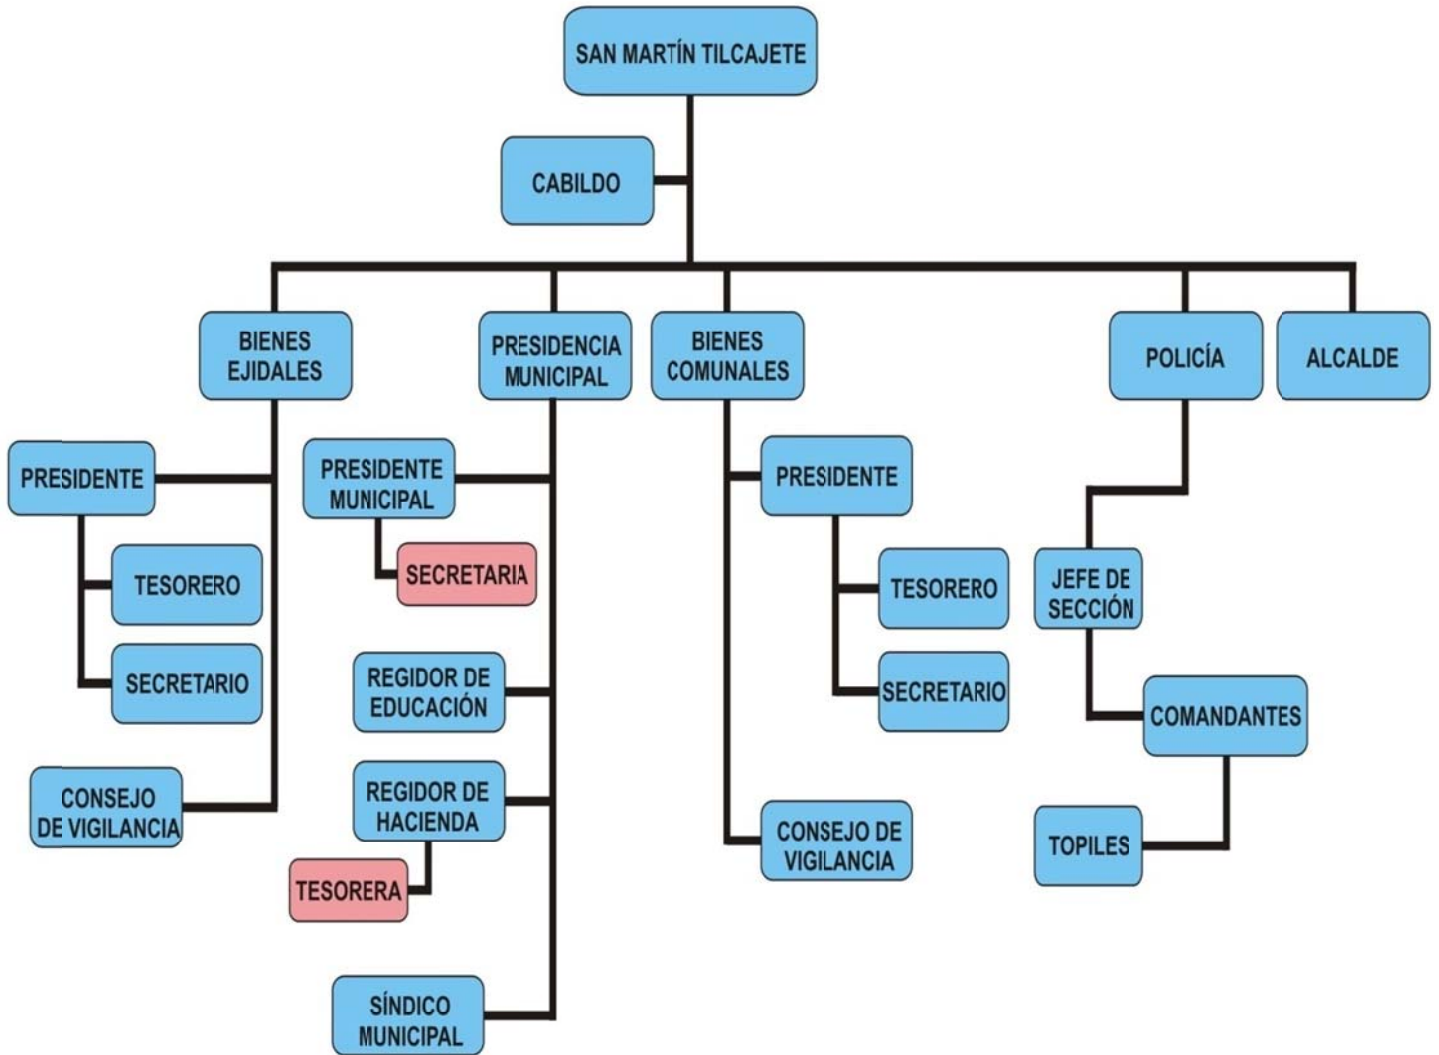 SAN MARTÍN TILCAJETE
CABILDO
BIENES
EJIDALES
PRESIDENCIA
MUNICIPAL
BIENES
COMUNALES
POLICÍA
ALCALDE
PRESIDENTE
TESORERO
SECRETARIO
CONSEJO
DE VIGILANCIA
PRESIDENTE
MUNICIPAL
SECRETARIA
REGIDOR DE
EDUCACIÓN
REGIDOR DE
HACIENDA
TESORERA
SÍNDICO
MUNICIPAL
PRESIDENTE
TESORERO
SECRETARIO
CONSEJO DE
VIGILANCIA
JEFE DE
SECCIÓN
COMANDANTES
TOPILES